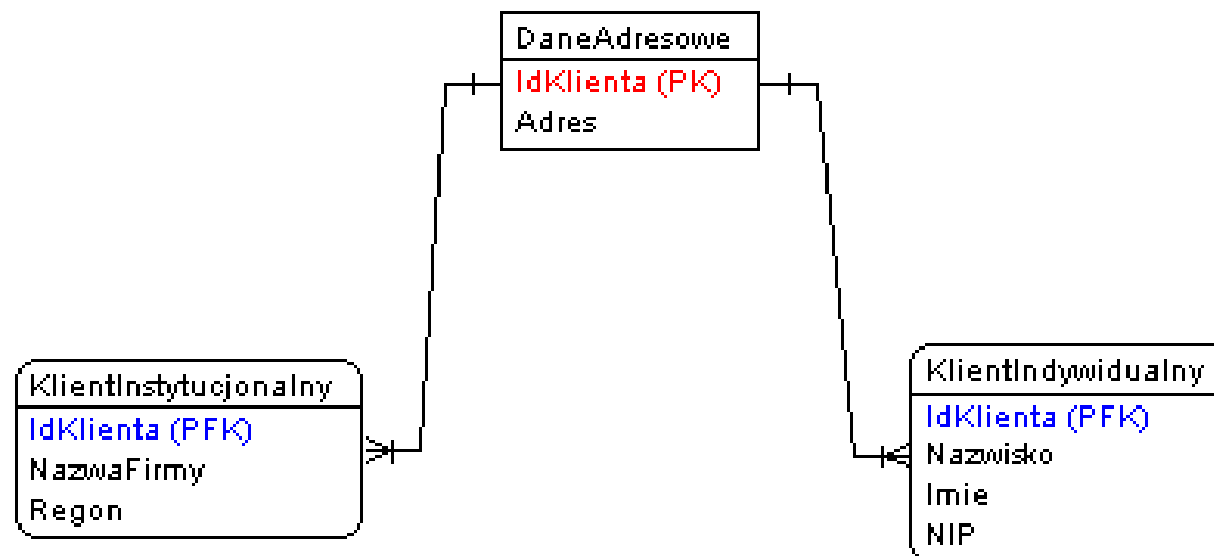 DaneAdresowe
IdKlienta (PK)
Adres
KlientInstytucjonalny
IdKlienta (PFK)
NazwaFirmy
Regon
KlientIndywidualny
IdKlienta (PFK)
Nazwisko
Imie
NIP